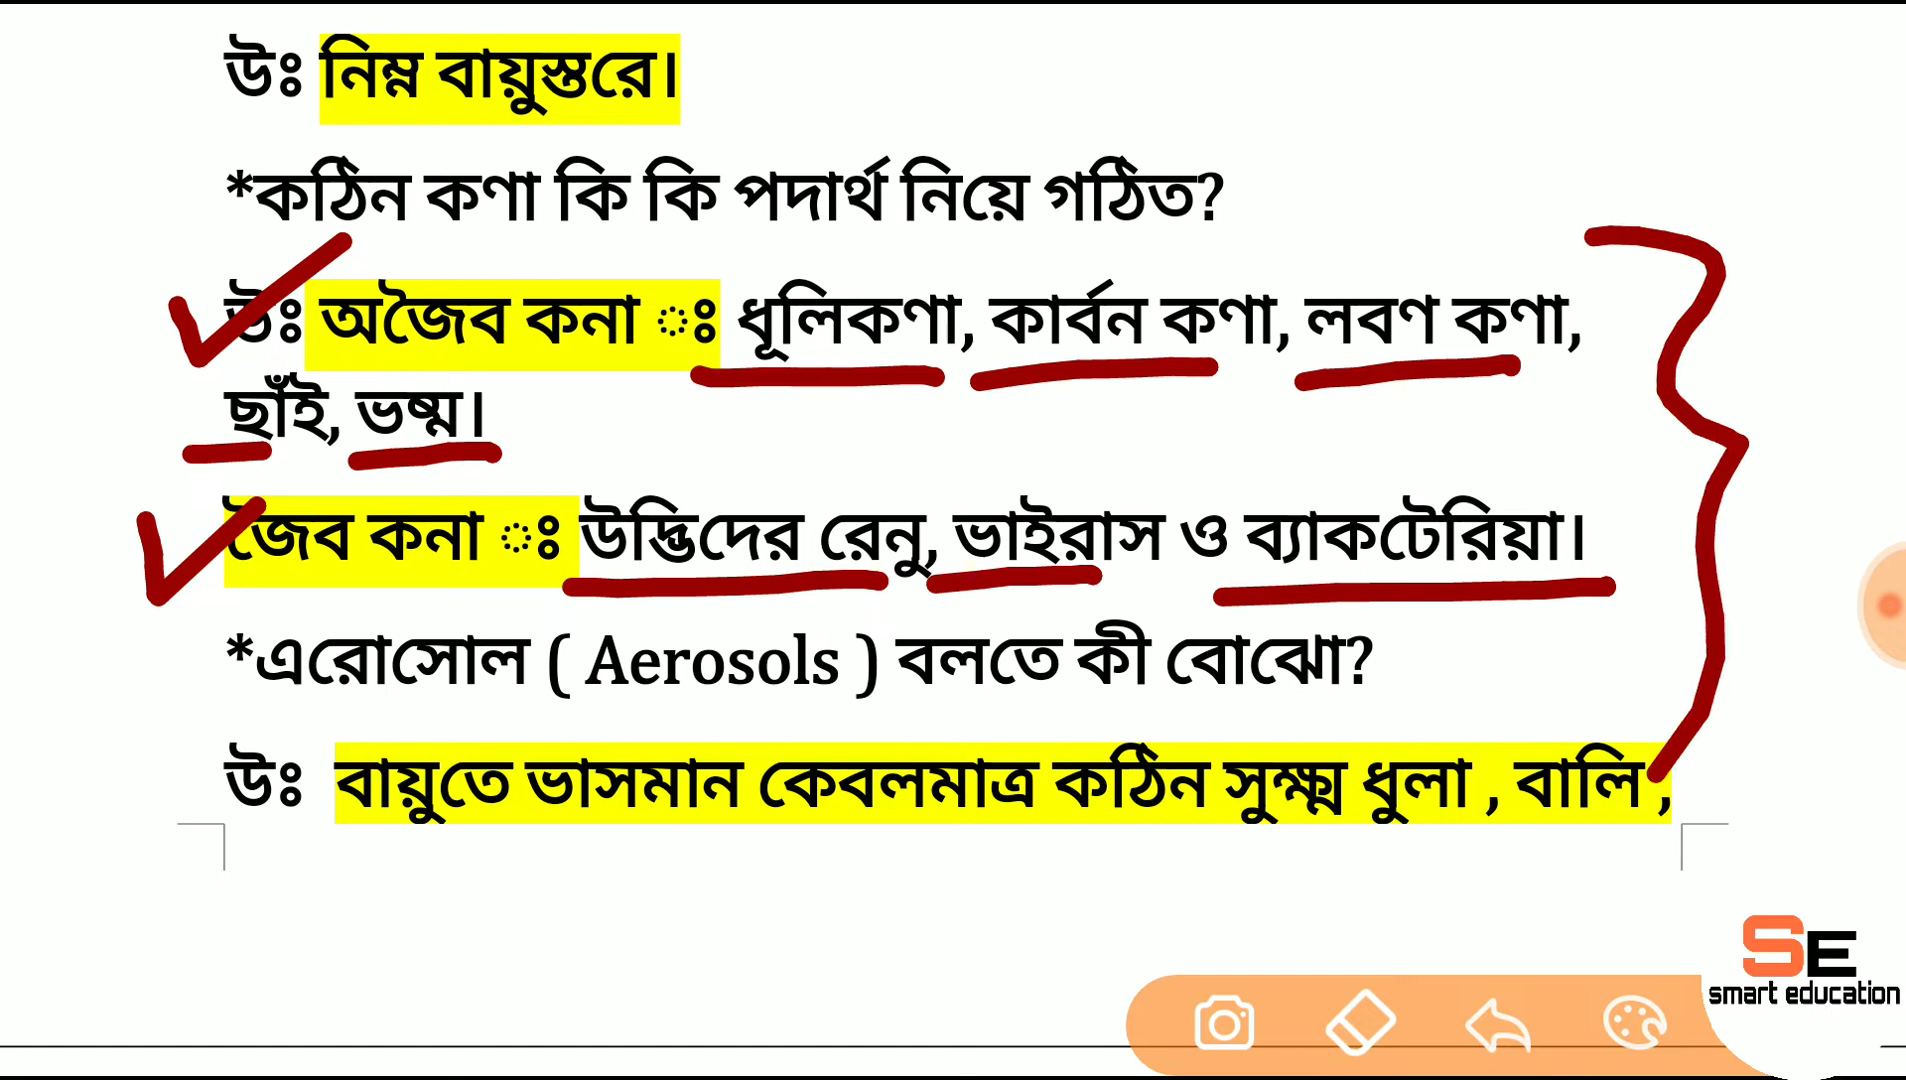 উঃ নিম্ন বায়ুস্তরে।
*কঠিন কণা কি কি পদার্থ নিয়ে গঠিত?
উঃ অজৈব কনা ঃ ধূলিকণা, কার্বন কণা, লবণ কণা,
ছাঁই, ভষ্ম।
জৈব কনা ঃ উদ্ভিদের রেনু, ভাইরাস ও ব্যাকটেরিয়া।
*এরোসোল ( Aerosols ) বলতে কী বোঝো?
উঃ বায়ুতে ভাসমান কেবলমাত্র কঠিন সুক্ষ্ম ধুলা , বালি ,
SE
smart education